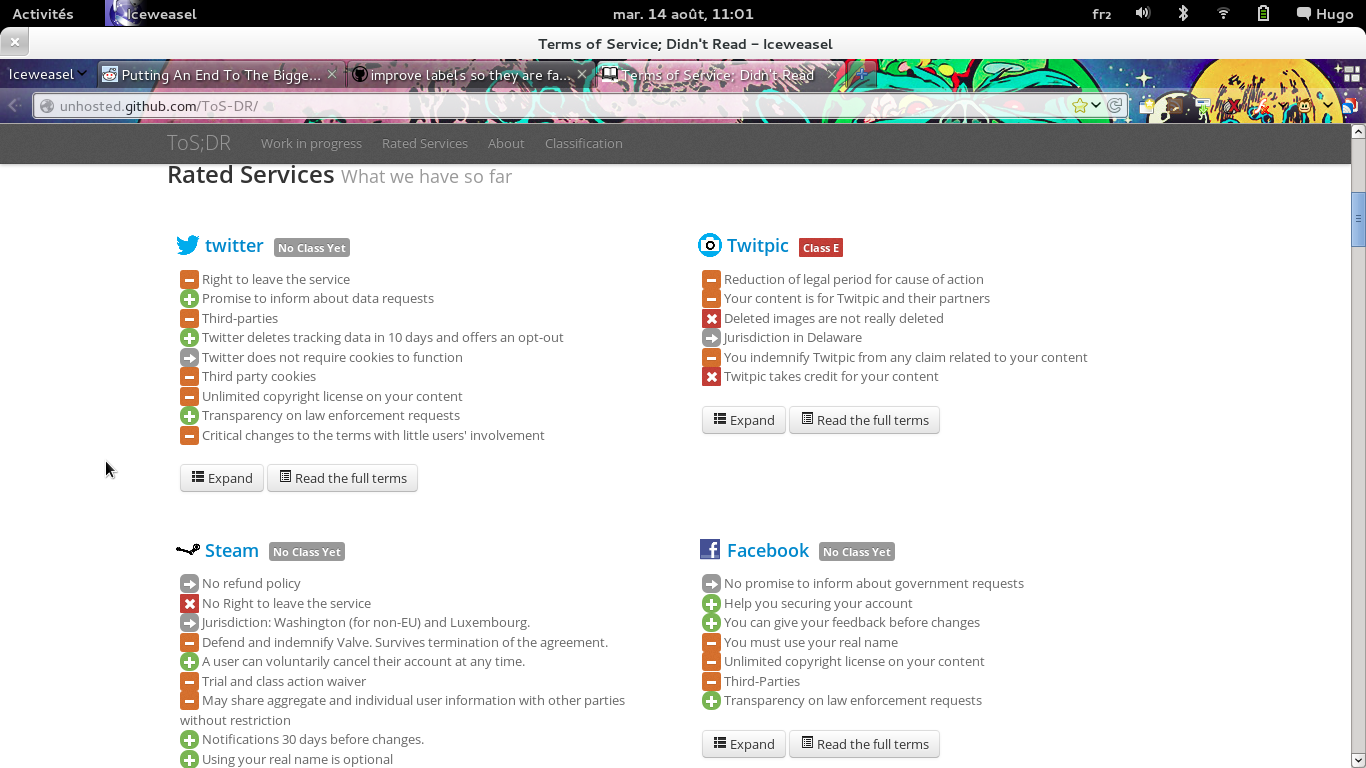 Activités
Iceweasel
mar. 14 août, 11:01
fr2
Hugo
Terms of Service; Didn't Read – Iceweasel
Iceweasel
Putting An End To The Bigge...
improve labels so they are fa...
Terms of Service; Didn't Read
unhosted.github.com/ToS-DR/
ToS;DR
Work in progress
Rated Services
About
Classification
Rated Services What we have so far
twitter No Class Yet
Right to leave the service
Promise to inform about data requests
Third-parties
Twitter deletes tracking data in 10 days and offers an opt-out
Twitter does not require cookies to function
Third party cookies
Unlimited copyright license on your content
Transparency on law enforcement requests
Critical changes to the terms with little users' involvement
Expand
Read the full terms
Twitpic Class E
Reduction of legal period for cause of action
Your content is for Twitpic and their partners
Deleted images are not really deleted
Jurisdiction in Delaware
You indemnify Twitpic from any claim related to your content
Twitpic takes credit for your content
Expand
Read the full terms
Steam No Class Yet
No refund policy
No Right to leave the service
Jurisdiction: Washington (for non-EU) and Luxembourg.
Defend and indemnify Valve. Survives termination of the agreement.
A user can voluntarily cancel their account at any time.
Trial and class action waiver
May share aggregate and individual user information with other parties
without restriction
Notifications 30 days before changes.
Using your real name is optional
Facebook No Class Yet
No promise to inform about government requests
Help you securing your account
You can give your feedback before changes
You must use your real name
Unlimited copyright license on your content
Third-Parties
Transparency on law enforcement requests
Expand
Read the full terms